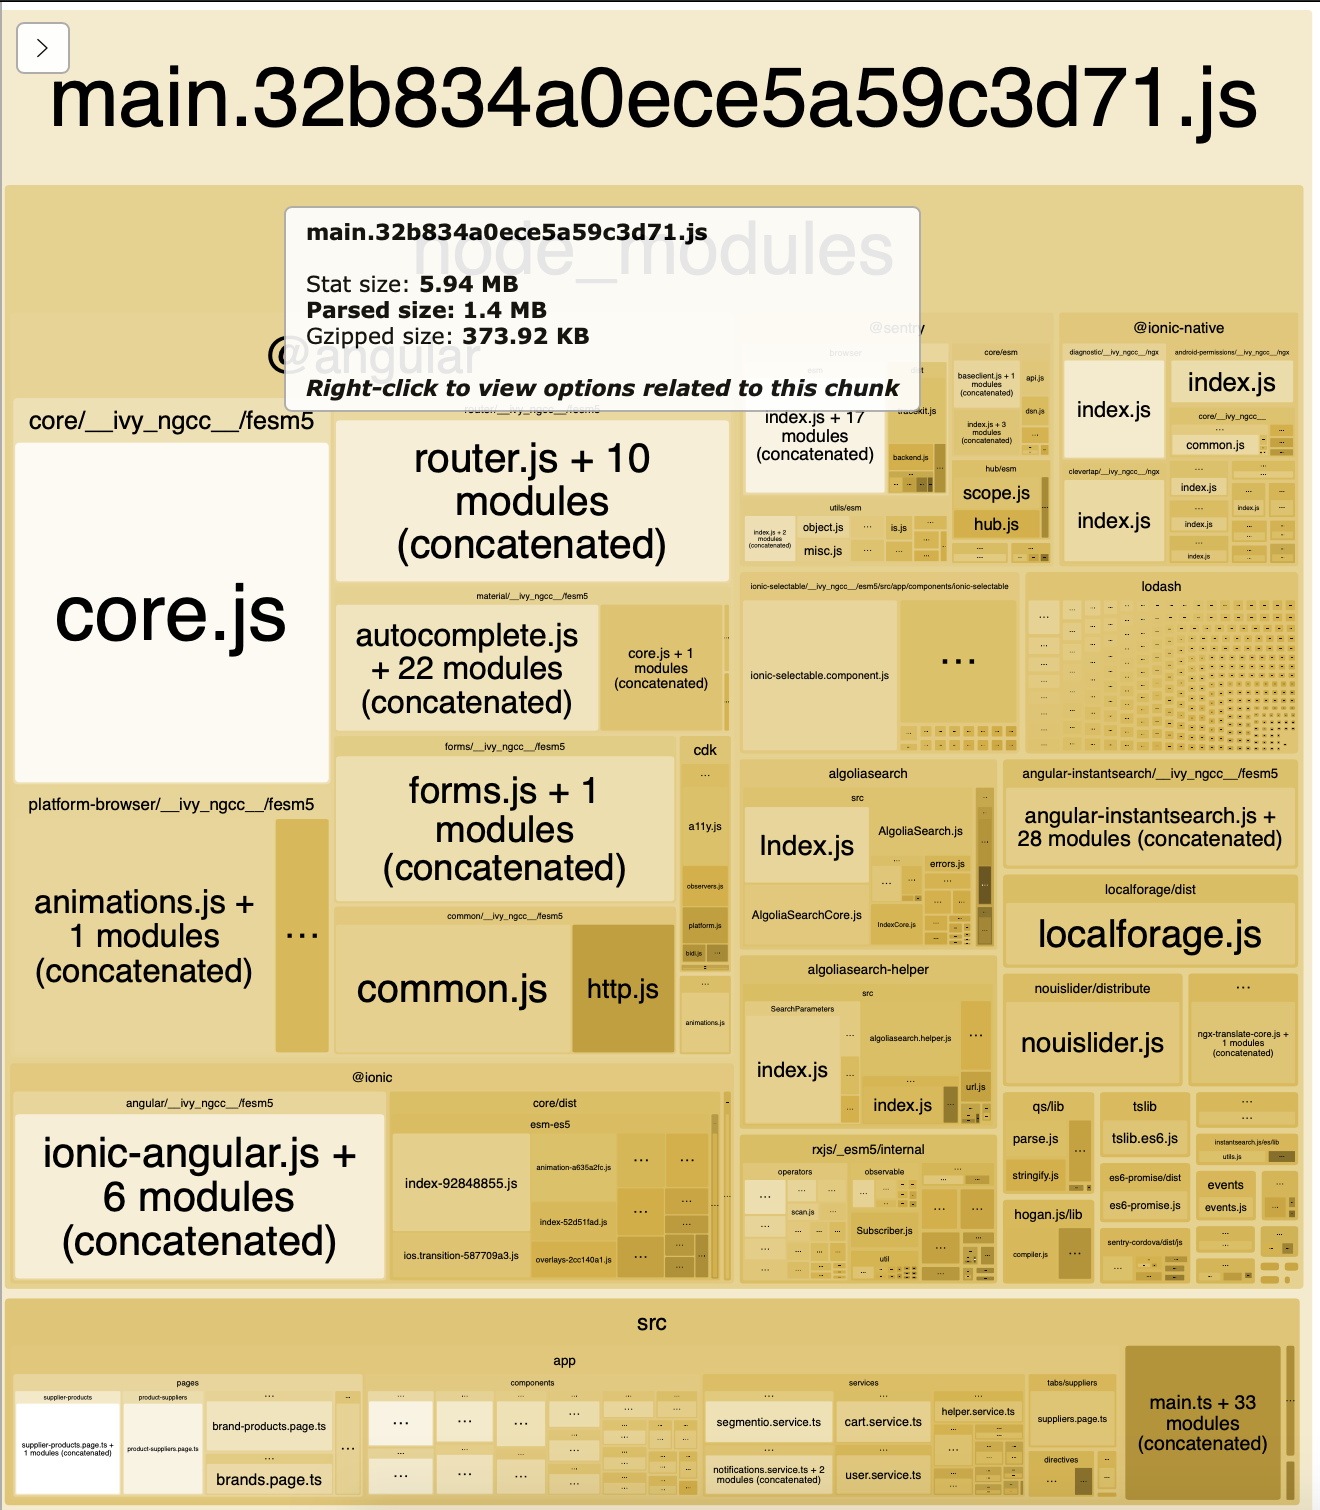 main.32b834a0ece5a59c3d71.js
node_modules
main.32b834a0ece5a59c3d71.js
Stat size: 5.94 MB
Parsed size: 1.4 MB
Gzipped size: 373.92 KB
Right-click to view options related to this chunk
@angular
core/__ivy_ngcc__/fesm5
core.js
router.js + 10
modules
(concatenated)
material/__ivy_ngcc__/fesm5
autocomplete.js
+ 22 modules
(concatenated)
core.js + 1
modules
(concatenated)
forms/__ivy_ngcc__/fesm5
forms.js + 1
modules
(concatenated)
cdk
...
a11y.js
observers.js
platform.js
bidi.js
...
animations.js
platform-browser/__ivy_ngcc__/fesm5
animations.js +
1 modules
(concatenated)
...
common/__ivy_ngcc__/fesm5
common.js
http.js
@ionic
angular/__ivy_ngcc__/fesm5
ionic-angular.js +
6 modules
(concatenated)
core/dist
esm-es5
index-92848855.js
ios.transition-587709a3.js
animation-a635a2fc.js
index-52d51fad.js
overlays-2cc140a1.js
@sentry
browser
index.js + 17
modules
(concatenated)
backend.js
core/esm
baseclient.js + 1
modules
(concatenated)
api.js
dsn.js
index.js + 3
modules
(concatenated)
hub/esm
scope.js
hub.js
utils/esm
index.js + 2
modules
(concatenated)
object.js
misc.js
is.js
@ionic-native
diagnostic/__ivy_ngcc__/ngx
index.js
android-permissions/__ivy_ngcc__/ngx
index.js
core/__ivy_ngcc__
...
common.js
clevertap/__ivy_ngcc__/ngx
index.js
index.js
index.js
index.js
index.js
ionic-selectable/__ivy_ngcc__/esm5/src/app/components/ionic-selectable
ionic-selectable.component.js
...
lodash
algoliasearch
src
Index.js
AlgoliaSearch.js
errors.js
AlgoliaSearchCore.js
IndexCore.js
angular-instantsearch/__ivy_ngcc__/fesm5
angular-instantsearch.js +
28 modules (concatenated)
localforage/dist
localforage.js
algoliasearch-helper
src
SearchParameters
index.js
algoliasearch.helper.js
index.js
url.js
nouislider/distribute
nouislider.js
...
ngx-translate-core.js +
1 modules
(concatenated)
rxjs/_esm5/internal
operators
scan.js
observable
Subscriber.js
util
qs/lib
parse.js
stringify.js
hogan.js/lib
compiler.js
tslib
tslib.es6.js
es6-promise/dist
es6-promise.js
sentry-cordova/dist/js
instantsearch.js/es/lib
utils.js
events
events.js
src
app
pages
supplier-products
supplier-products.page.ts +
1 modules (concatenated)
product-suppliers
product-suppliers.page.ts
...
brand-products.page.ts
...
brands.page.ts
components
services
...
segmentio.service.ts
cart.service.ts
helper.service.ts
notifications.service.ts + 2
modules (concatenated)
user.service.ts
tabs/suppliers
suppliers.page.ts
directives
main.ts + 33
modules
(concatenated)